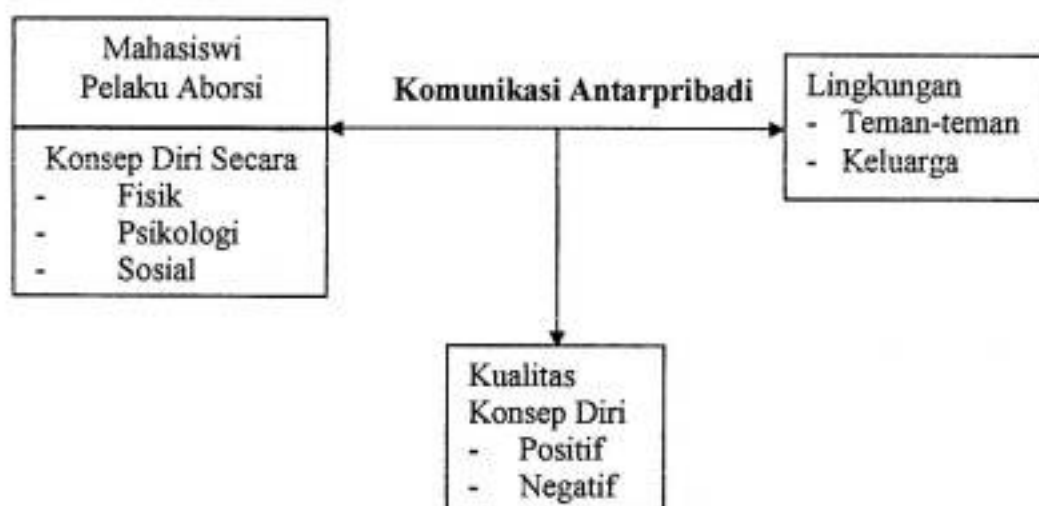 Mahasiswi
Pelaku Aborsi
Konsep Diri Secara
- Fisik
- Psikologi
- Sosial
Komunikasi Antarpribadi
Lingkungan
- Teman-teman
- Keluarga
Kualitas
Konsep Diri
- Positif
- Negatif